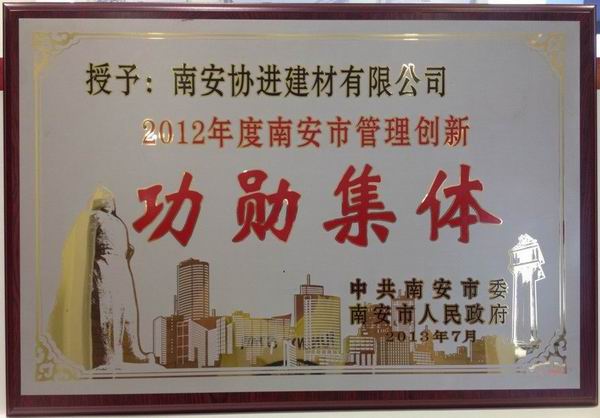 授予：南安协进建材有限公司
2012年度南安市管理创新
功勋集体
中共南安市委
南安市人民政府
2013年7月